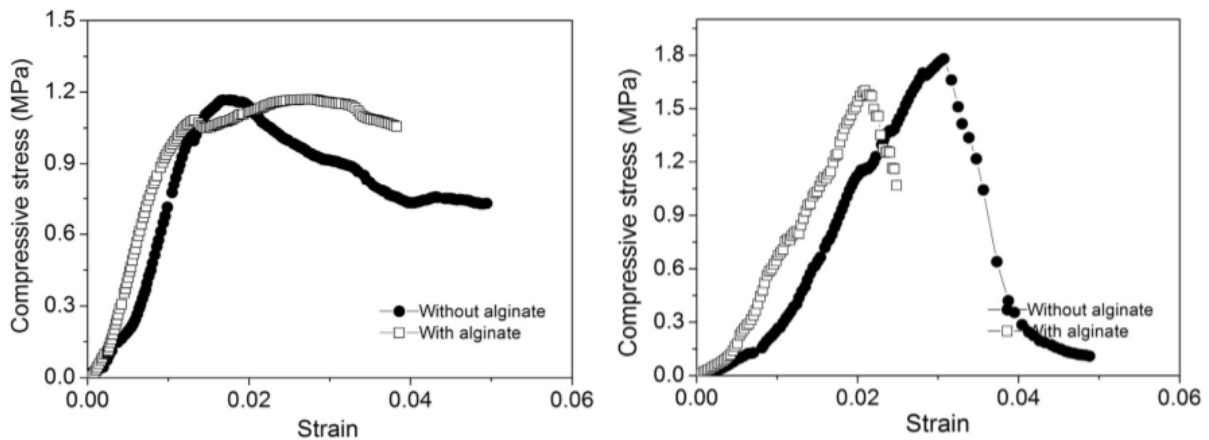 1.5
1.2
0.9
0.6
0.3
0.0
Compressive stress (MPa)
Without alginate
With alginate
0.00
0.02
0.04
0.06
Strain
1.8
1.5
1.2
0.9
0.6
0.3
0.0
Compressive stress (MPa)
Without alginate
With alginate
0.00
0.02
0.04
0.06
Strain